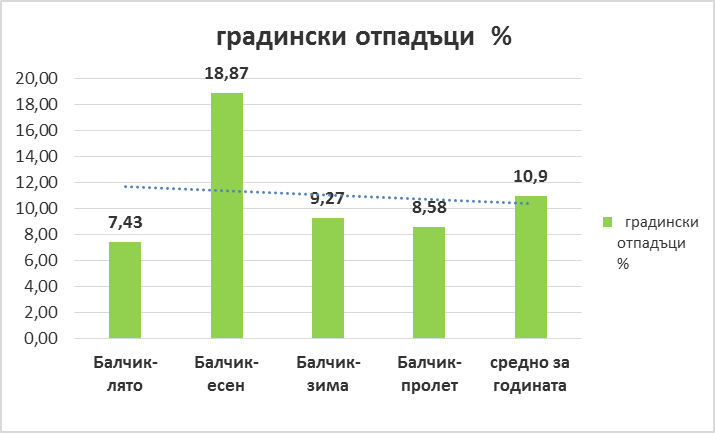 градински отпадъци %
20,00
18,00
16,00
14,00
12,00
10,00
8,00
6,00
4,00
2,00
0,00
7,43
18,87
9,27
8,58
10,9
Балчик-
лято
Балчик-
есен
Балчик-
зима
Балчик-
пролет
средно за
годината
градински
отпадъци
%